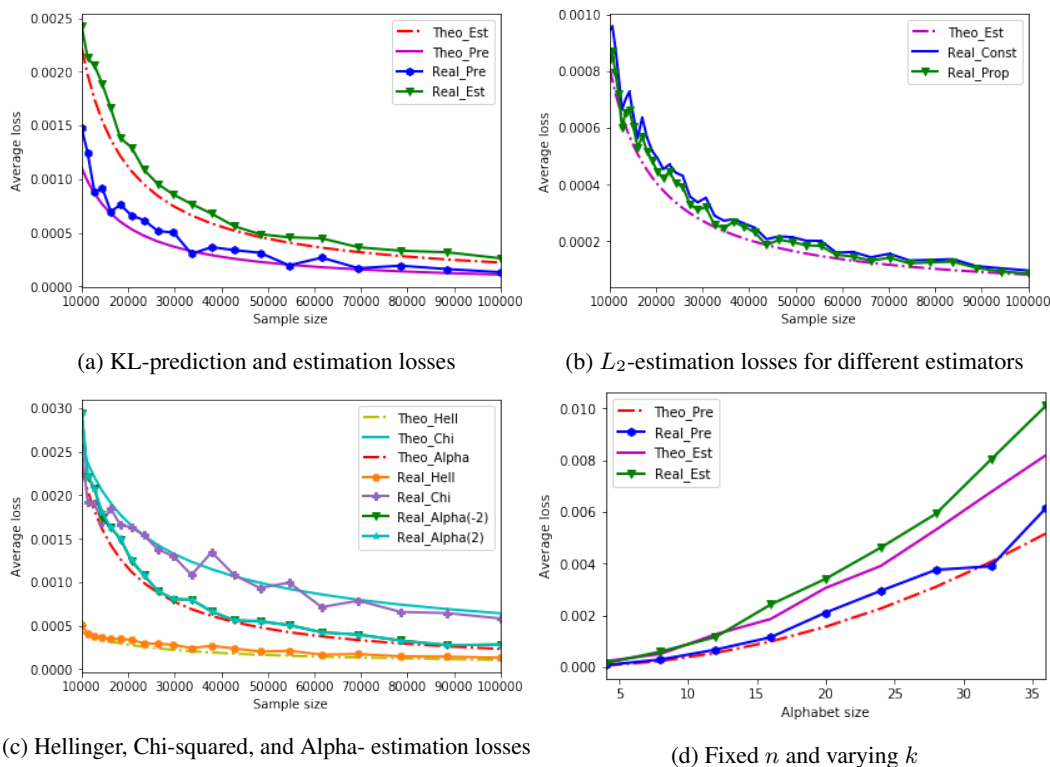 0.0025
0.0020
0.0015
0.0010
0.0005
0.0000
Average loss
Theo_Est
Theo_Pre
Real_Pre
Real_Est
10000 20000 30000 40000 50000 60000 70000 80000 90000 100000
Sample size
(a) KL-prediction and estimation losses
0.0010
0.0008
0.0006
0.0004
0.0002
Average loss
Theo_Est
Real_Const
Real_Prop
10000 20000 30000 40000 50000 60000 70000 80000 90000 100000
Sample size
(b) L₂-estimation losses for different estimators
0.0030
0.0025
0.0020
0.0015
0.0010
0.0005
0.0000
Average loss
Theo_Hell
Theo_Chi
Theo_Alpha
Real_Hell
Real_Chi
Real_Alpha(-2)
Real_Alpha(2)
10000 20000 30000 40000 50000 60000 70000 80000 90000 100000
Sample size
(c) Hellinger, Chi-squared, and Alpha- estimation losses
0.010
0.008
0.006
0.004
0.002
0.000
Average loss
Theo_Pre
Real_Pre
Theo_Est
Real_Est
5 10 15 20 25 30 35
Alphabet size
(d) Fixed n and varying k